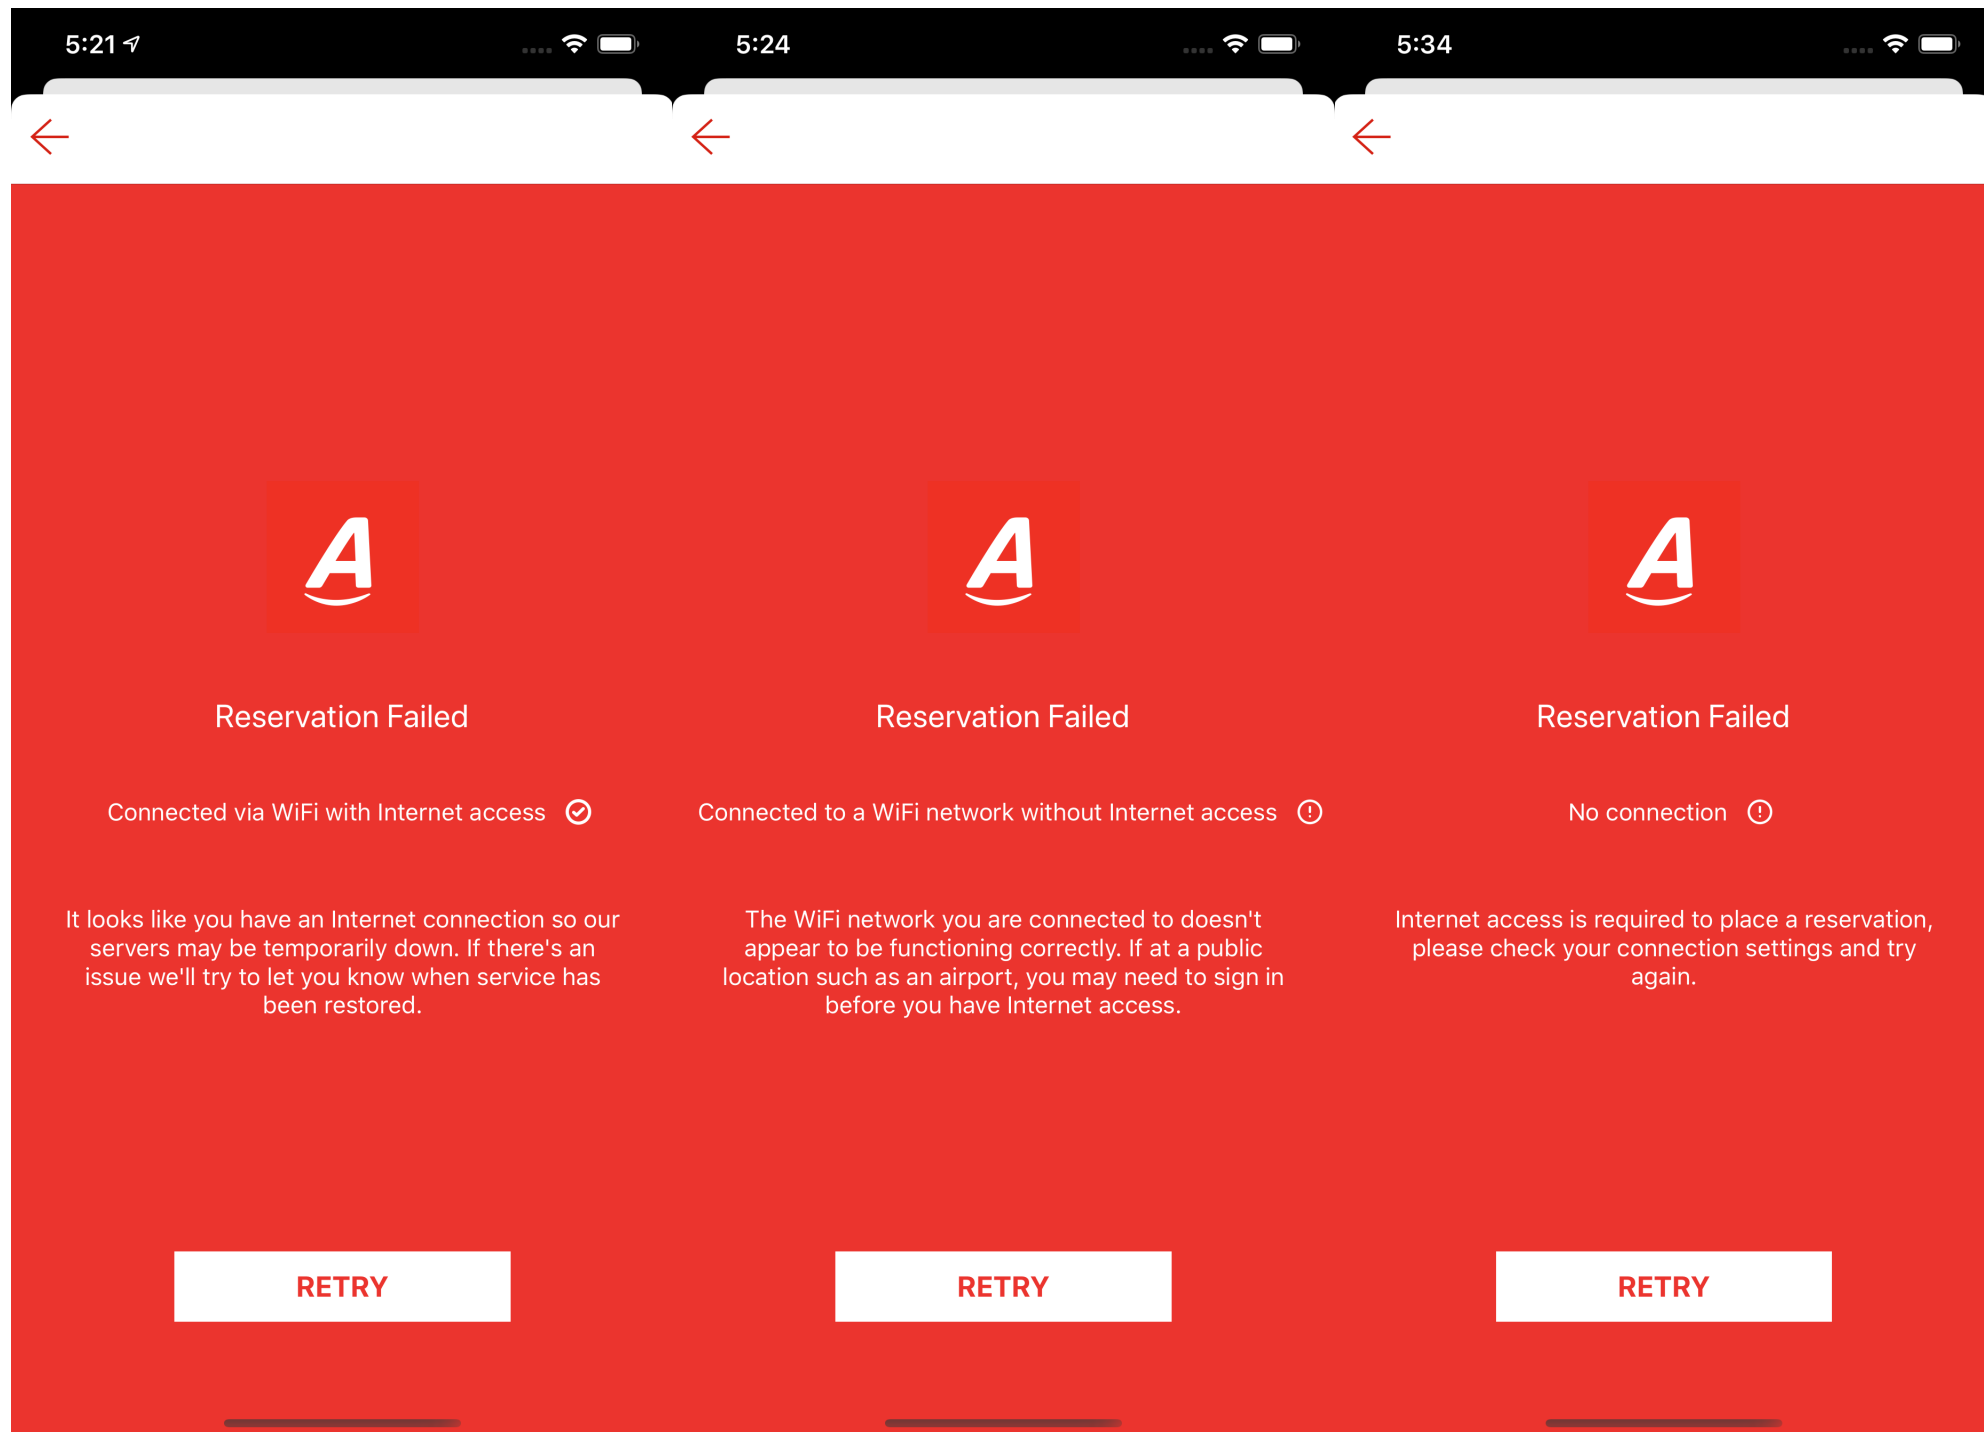 5:21
Reservation Failed
Connected via WiFi with Internet access
It looks like you have an Internet connection so our
servers may be temporarily down. If there's an
issue we'll try to let you know when service has
been restored.
RETRY
5:24
Reservation Failed
Connected to a WiFi network without Internet access
The WiFi network you are connected to doesn't
appear to be functioning correctly. If at a public
location such as an airport, you may need to sign in
before you have Internet access.
RETRY
5:34
Reservation Failed
No connection
Internet access is required to place a reservation,
please check your connection settings and try
again.
RETRY